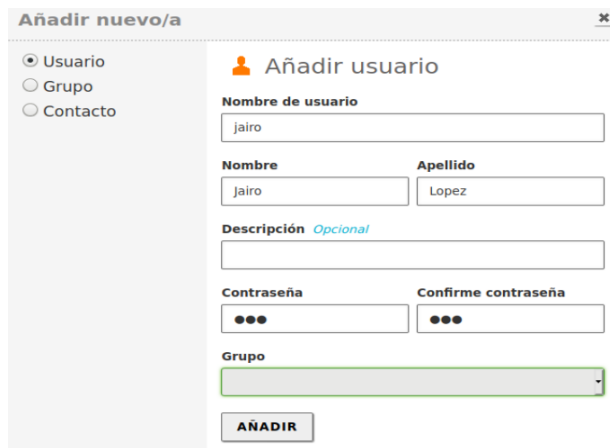 Añadir nuevo/a
Usuario
Grupo
Contacto
Añadir usuario
Nombre de usuario
jairo
Nombre Apellido
Jairo Lopez
Descripción Opcional
Contraseña Confirme contraseña
●●● ●●●
Grupo
AÑADIR